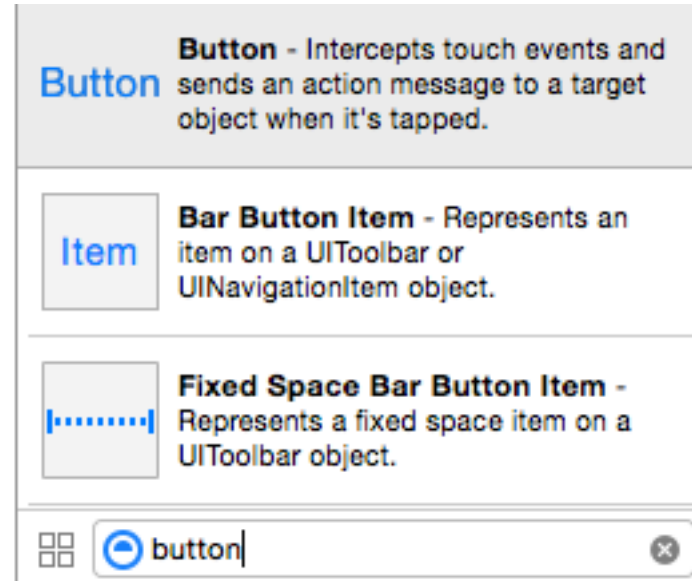 Button
Button - Intercepts touch events and
sends an action message to a target
object when it's tapped.
Item
Bar Button Item - Represents an
item on a UIToolbar or
UINavigationItem object.
Fixed Space Bar Button Item -
Represents a fixed space item on a
UIToolbar object.
button